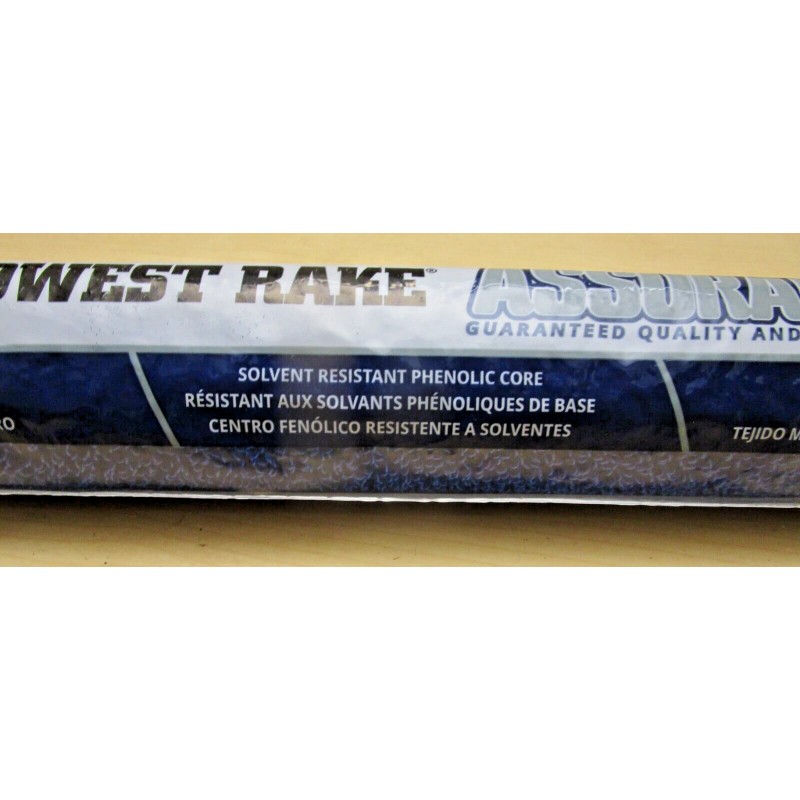 WEST RAKE®
GUARANTEED QUALITY AND
SOLVENT RESISTANT PHENOLIC CORE
RÉSISTANT AUX SOLVANTS PHÉNOLIQUES DE BASE
CENTRO FENÓLICO RESISTENTE A SOLVENTES
TEJIDO